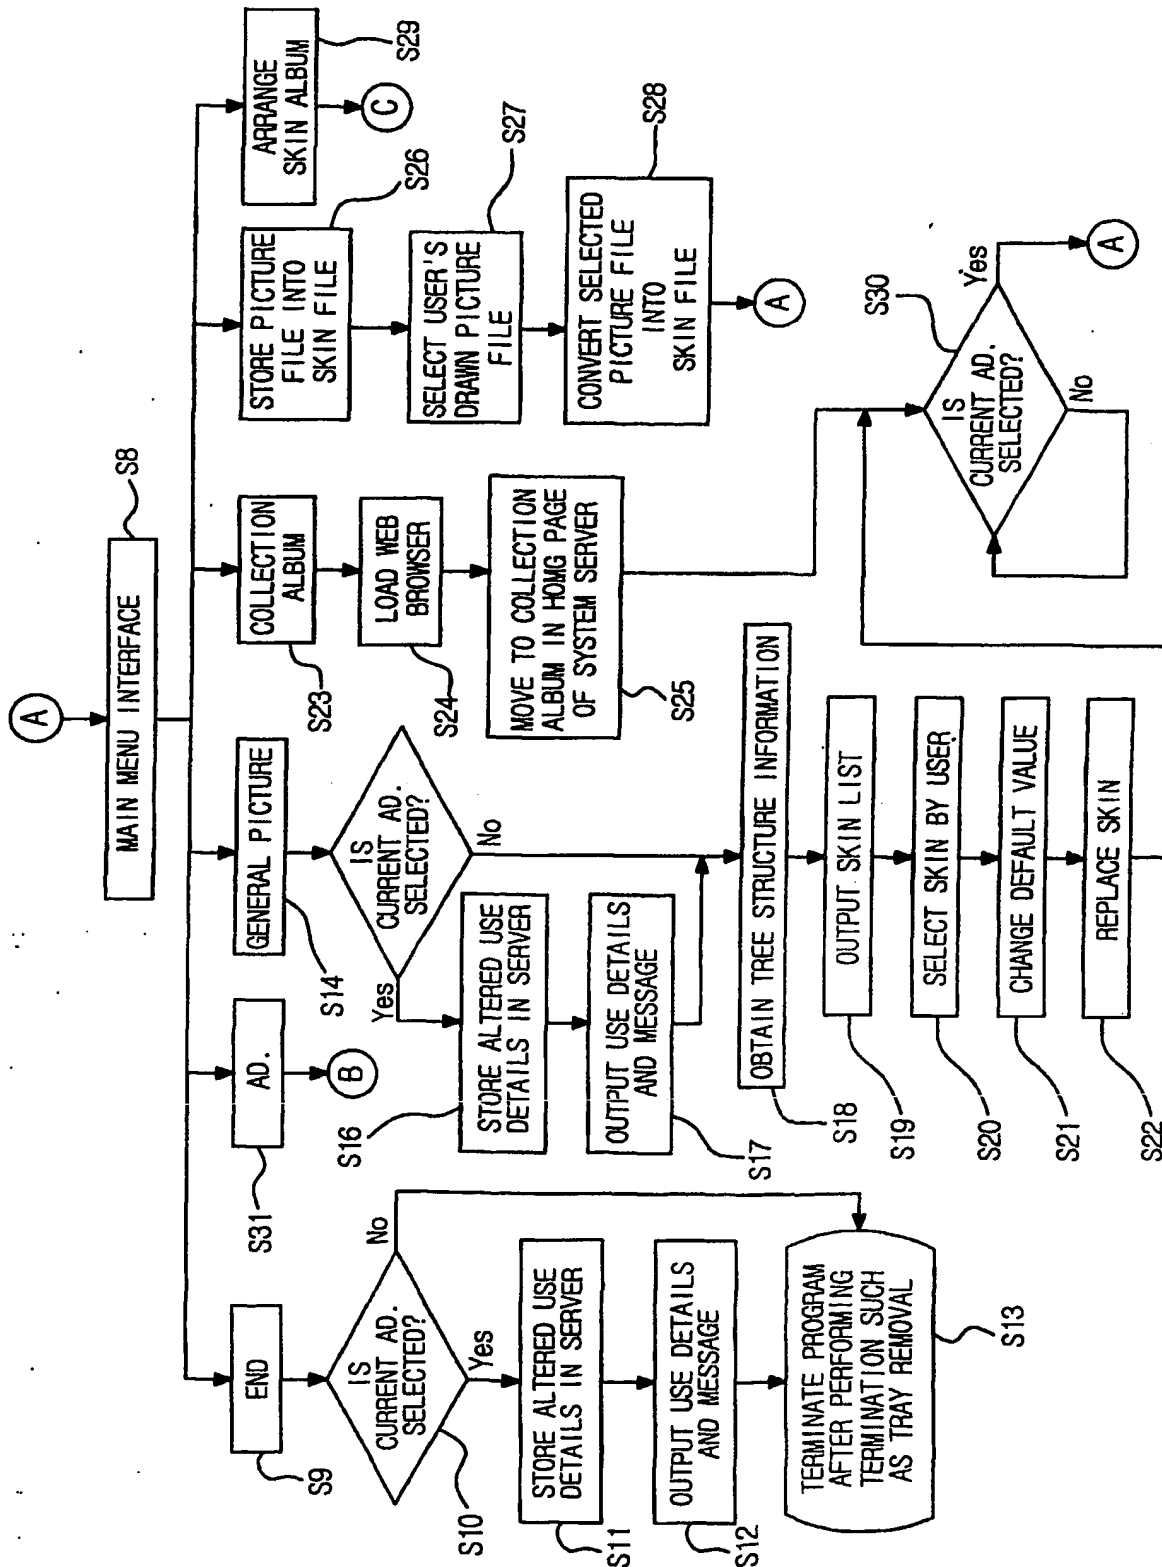 A
MAIN MENU INTERFACE
S8
END
S9
IS
CURRENT AD.
SELECTED?
S10
No
Yes
STORE ALTERED USE
DETAILS IN SERVER
S11
OUTPUT USE DETAILS
AND MESSAGE
S12
TERMINATE PROGRAM
AFTER PERFORMING
TERMINATION SUCH
AS TRAY REMOVAL
S13
AD.
S31
B
GENERAL PICTURE
S14
IS
CURRENT AD.
SELECTED?
Yes
No
STORE ALTERED USE
DETAILS IN SERVER
S16
OUTPUT USE DETAILS
AND MESSAGE
S17
OBTAIN TREE STRUCTURE INFORMATION
S18
OUTPUT SKIN LIST
S19
SELECT SKIN BY USER
S20
CHANGE DEFAULT VALUE
S21
REPLACE SKIN
S22
COLLECTION
ALBUM
S23
LOAD WEB
BROWSER
S24
MOVE TO COLLECTION
ALBUM IN HOMG PAGE
OF SYSTEM SERVER
S25
STORE PICTURE
FILE INTO
SKIN FILE
S26
SELECT USER'S
DRAWN PICTURE
FILE
S27
CONVERT SELECTED
PICTURE FILE
INTO
SKIN FILE
S28
A
ARRANGE
SKIN ALBUM
S29
C
IS
CURRENT AD.
SELECTED?
S30
Yes
No
A